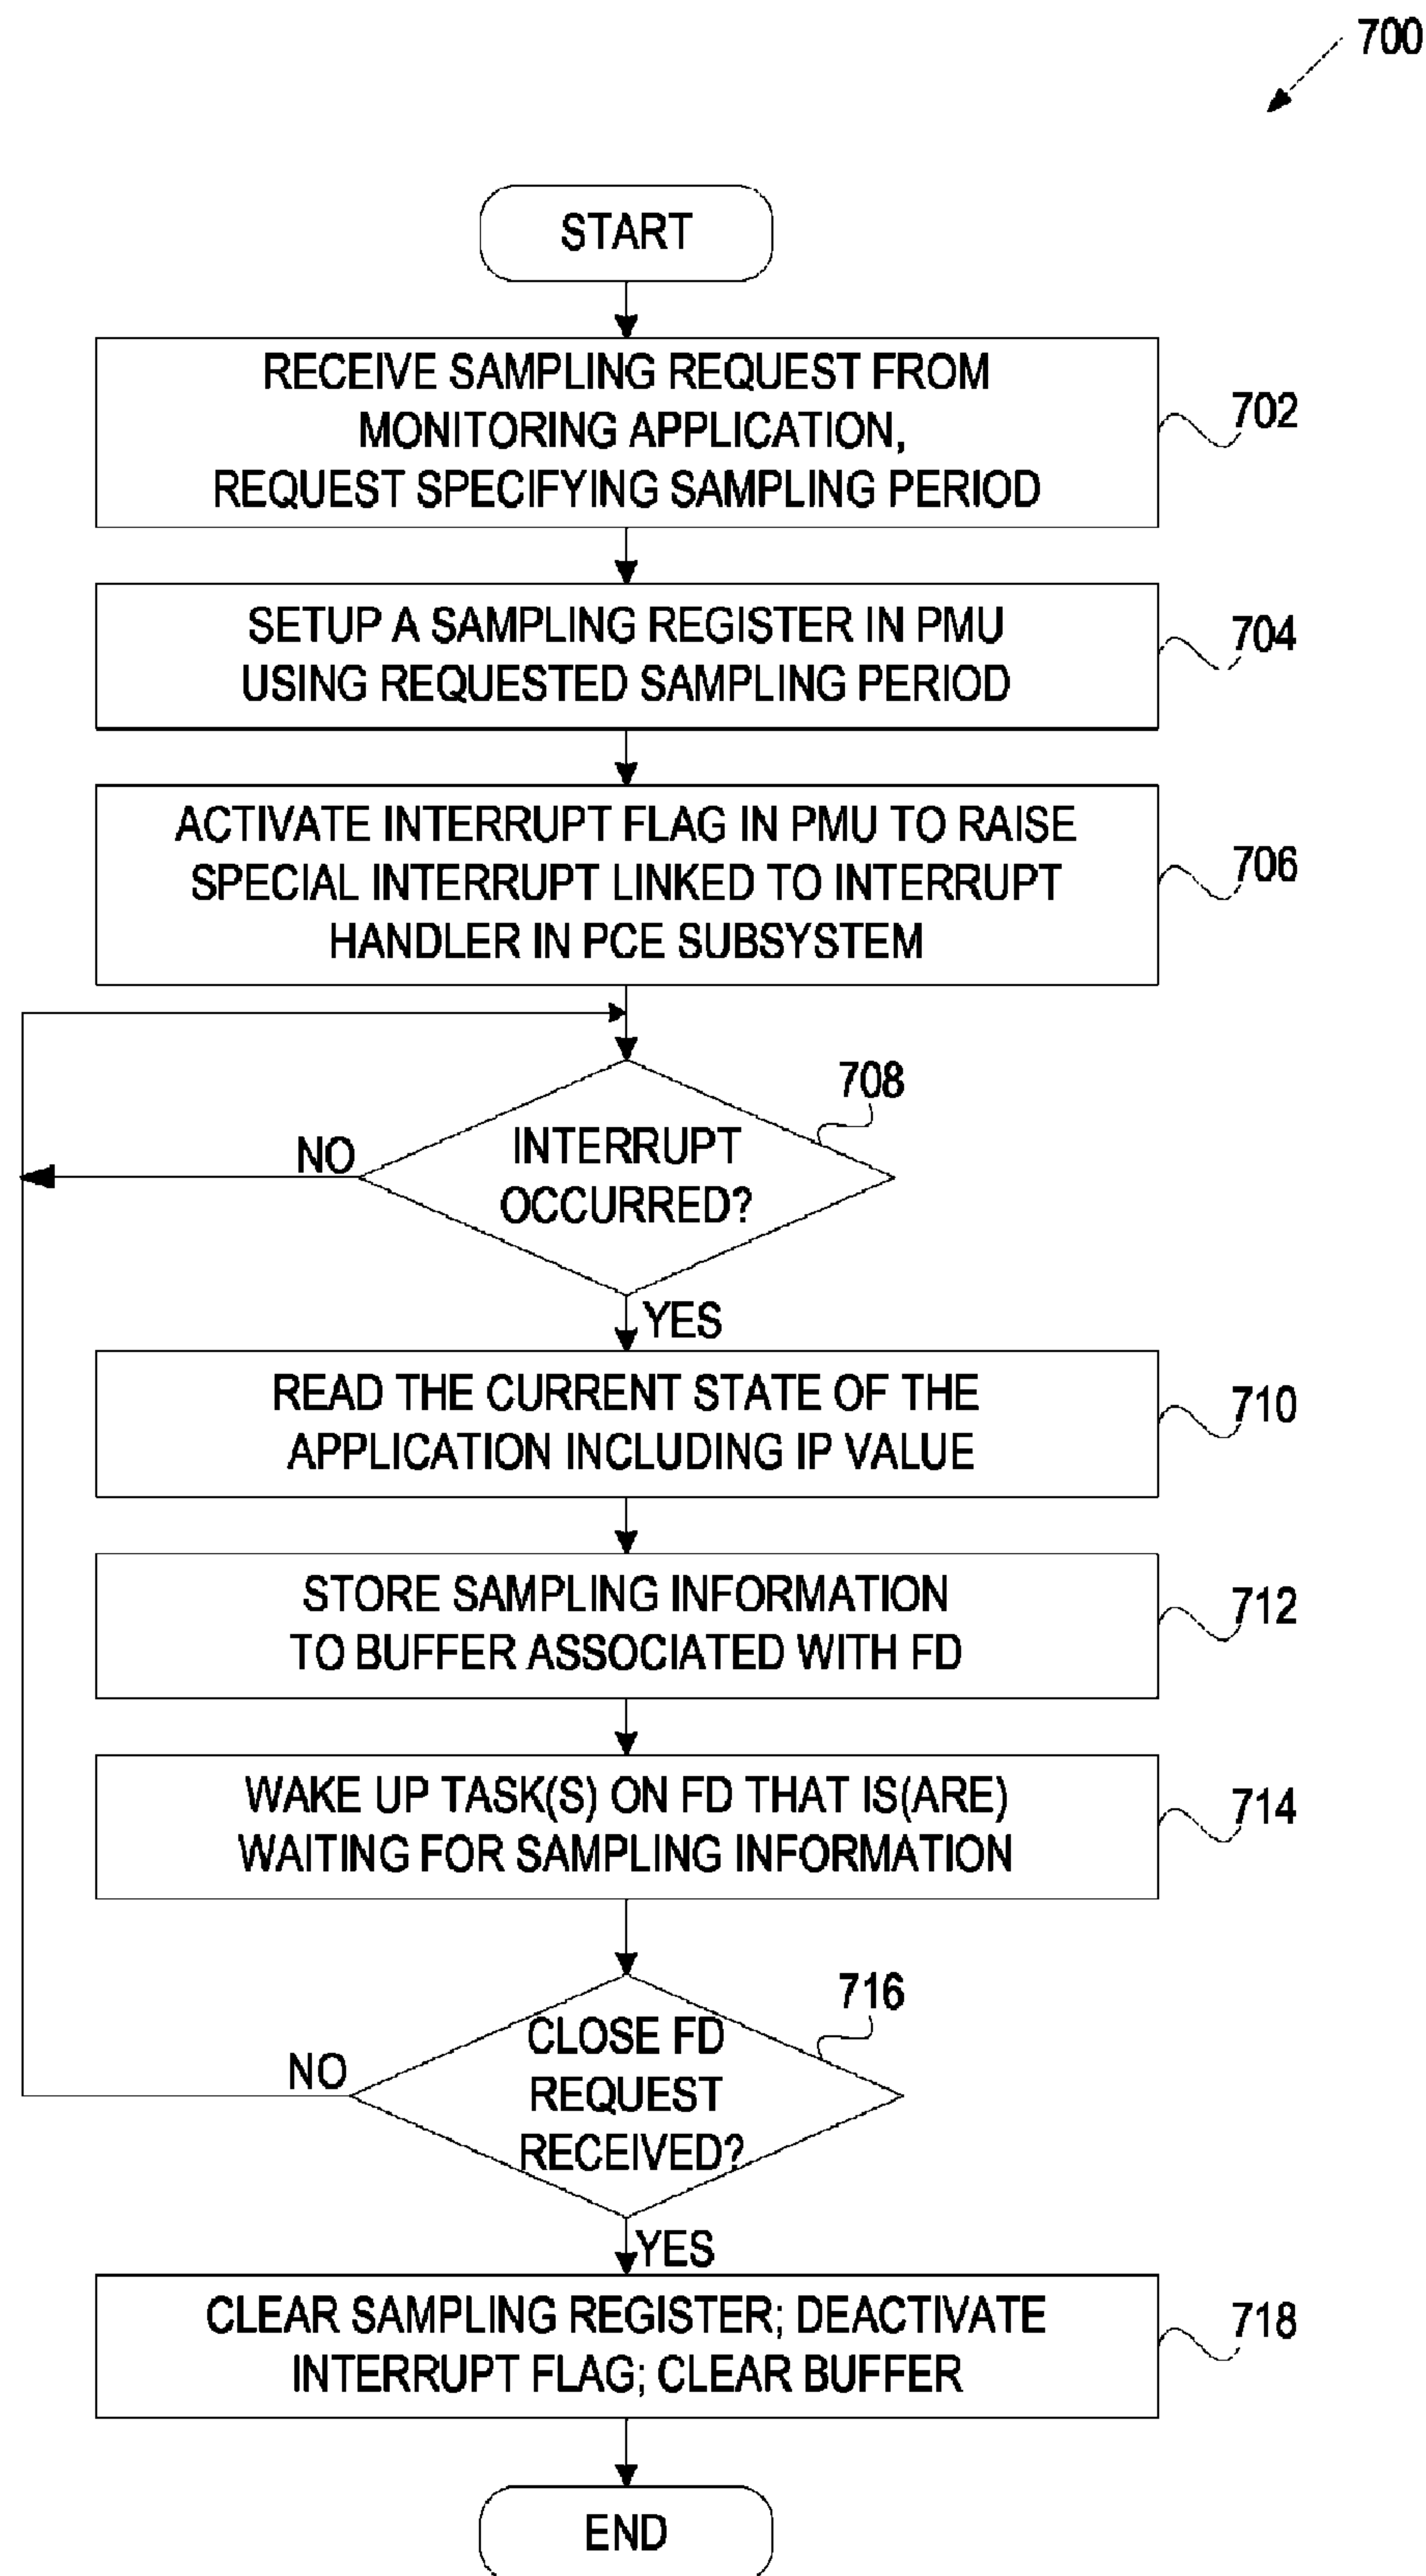 700
START
RECEIVE SAMPLING REQUEST FROM
MONITORING APPLICATION,
REQUEST SPECIFYING SAMPLING PERIOD
702
SETUP A SAMPLING REGISTER IN PMU
USING REQUESTED SAMPLING PERIOD
704
ACTIVATE INTERRUPT FLAG IN PMU TO RAISE
SPECIAL INTERRUPT LINKED TO INTERRUPT
HANDLER IN PCE SUBSYSTEM
706
708
INTERRUPT
OCCURRED?
NO
YES
READ THE CURRENT STATE OF THE
APPLICATION INCLUDING IP VALUE
710
STORE SAMPLING INFORMATION
TO BUFFER ASSOCIATED WITH FD
712
WAKE UP TASK(S) ON FD THAT IS(ARE)
WAITING FOR SAMPLING INFORMATION
714
716
CLOSE FD
REQUEST
RECEIVED?
NO
YES
CLEAR SAMPLING REGISTER; DEACTIVATE
INTERRUPT FLAG; CLEAR BUFFER
718
END